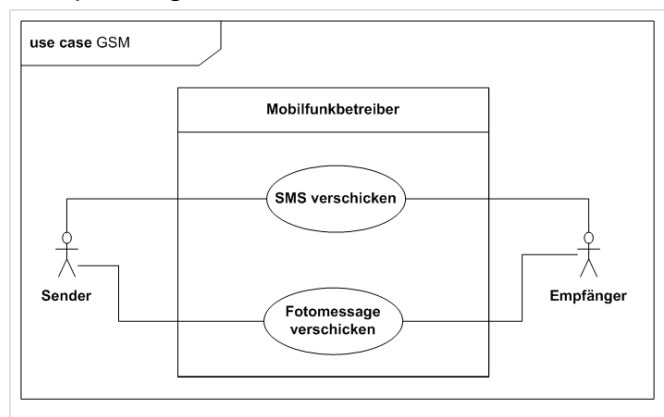 use case GSM
Mobilfunkbetreiber
SMS verschicken
Sender
Empfänger
Fotomessage
verschicken